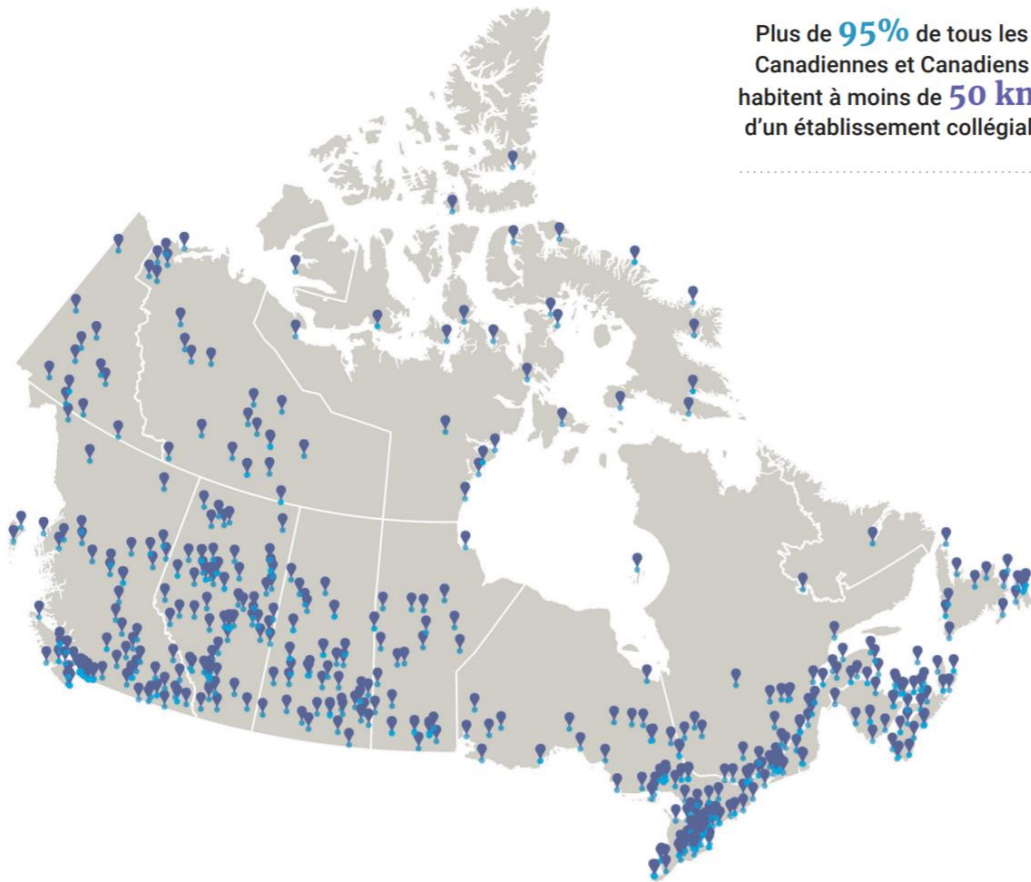 Plus de 95% de tous les
Canadiennes et Canadiens
habitent à moins de 50 km
d'un établissement collégial